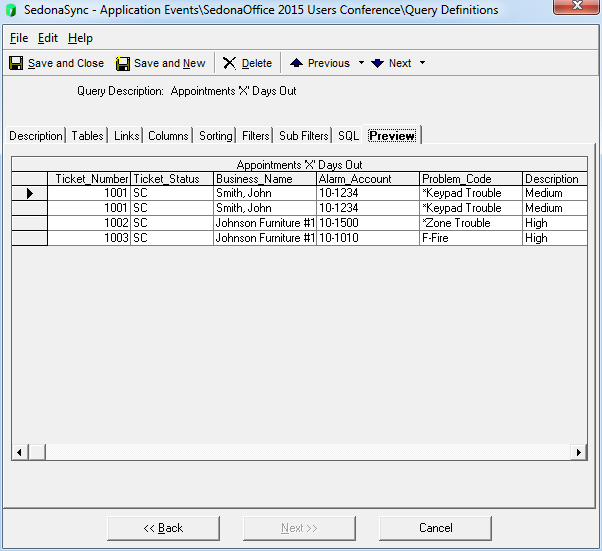 SedonaSync - Application Events\SedonaOffice 2015 Users Conference\Query Definitions
File Edit Help
Save and Close Save and New Delete Previous Next
Query Description: Appointments 'X' Days Out
Description Tables Links Columns Sorting Filters Sub Filters SQL Preview
Appointments 'X' Days Out
Ticket_Number Ticket_Status Business_Name Alarm_Account Problem_Code Description
1001 SC Smith, John 10-1234 *Keypad Trouble Medium
1001 SC Smith, John 10-1234 *Keypad Trouble Medium
1002 SC Johnson Furniture #1 10-1500 *Zone Trouble High
1003 SC Johnson Furniture #1 10-1010 F-Fire High
<< Back Next >> Cancel